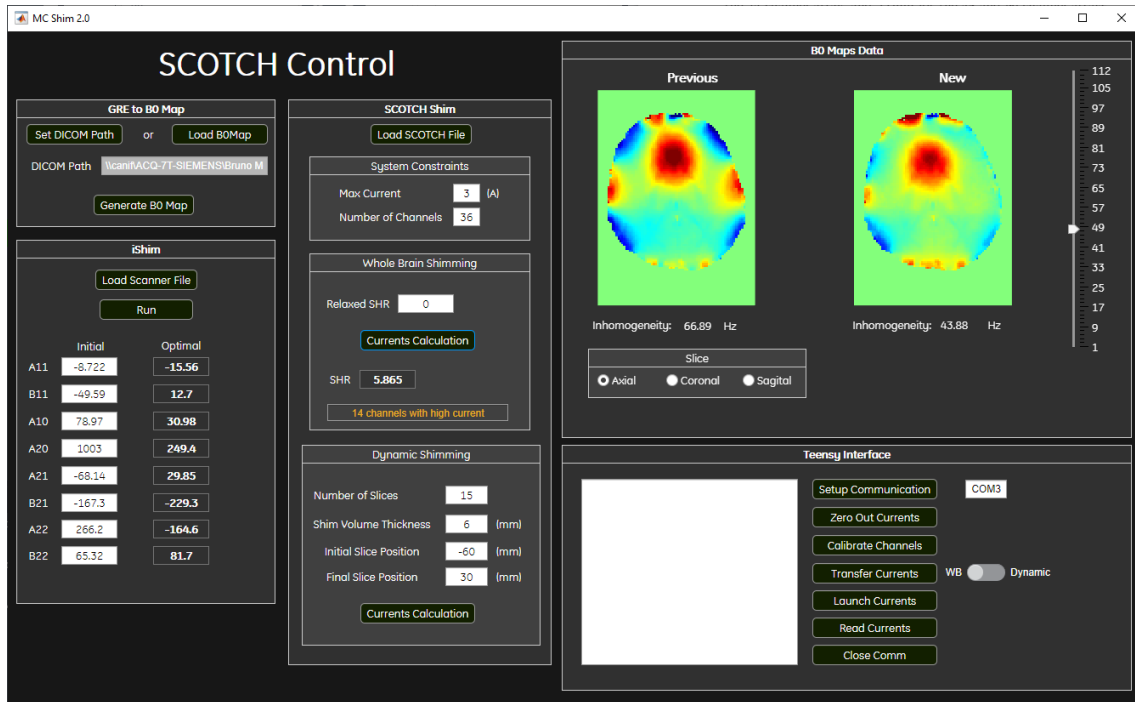 MC Shim 2.0
SCOTCH Control
GRE to B0 Map
Set DICOM Path or Load B0Map
DICOM Path \\canif\ACQ-7T-SIEMENS\Bruno M
Generate B0 Map
iShim
Load Scanner File
Run
Initial Optimal
A11 -8.722 -15.56
B11 -49.59 12.7
A10 78.97 30.98
A20 1003 249.4
A21 -68.14 29.85
B21 -167.3 -229.3
A22 266.2 -164.6
B22 65.32 81.7
SCOTCH Shim
Load SCOTCH File
System Constraints
Max Current 3 (A)
Number of Channels 36
Whole Brain Shimming
Relaxed SHR 0
Currents Calculation
SHR 5.865
14 channels with high current
Dynamic Shimming
Number of Slices 15
Shim Volume Thickness 6 (mm)
Initial Slice Position -60 (mm)
Final Slice Position 30 (mm)
Currents Calculation
B0 Maps Data
Previous New
Inhomogeneity: 66.89 Hz Inhomogeneity: 43.88 Hz
Slice
Axial Coronal Sagital
112
105
97
89
81
73
65
57
49
41
33
25
17
9
1
Teensy Interface
Setup Communication COM3
Zero Out Currents
Calibrate Channels
Transfer Currents WB Dynamic
Launch Currents
Read Currents
Close Comm